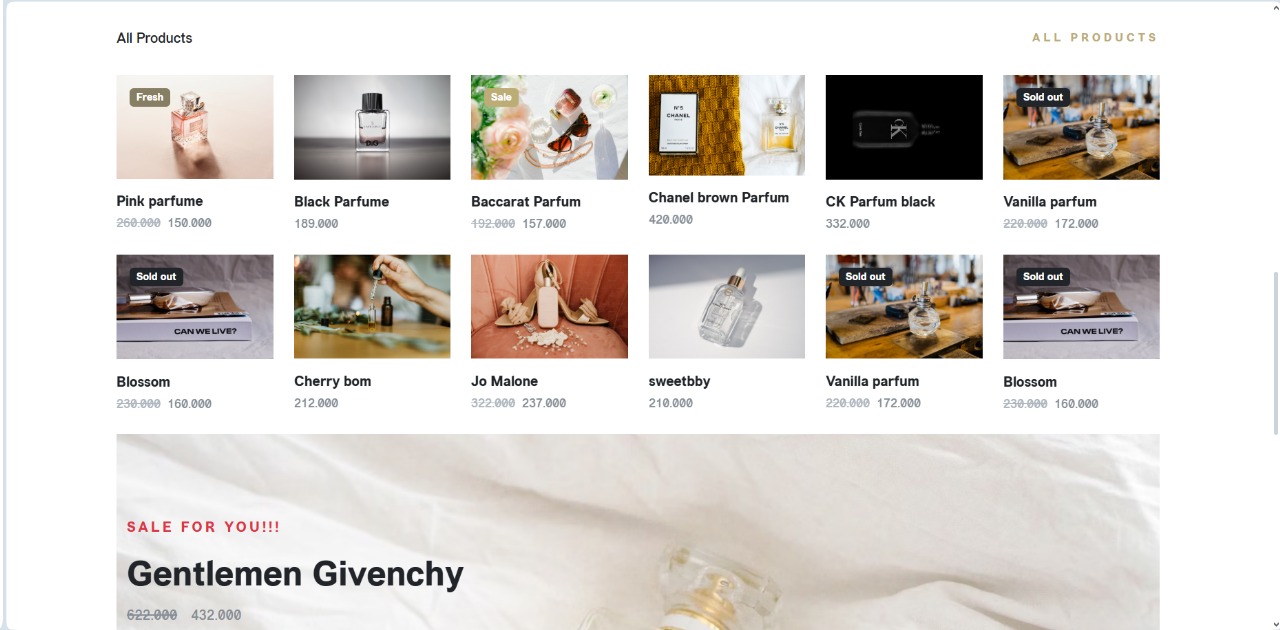 All Products
ALL PRODUCTS
Fresh
Sale
N°5
CHANEL
Sold out
Pink parfume
260.000 150.000
Black Parfume
189.000
Baccarat Parfum
192.000 157.000
Chanel brown Parfum
420.000
CK Parfum black
332.000
Vanilla parfum
220.000 172.000
Sold out
CAN WE LIVE?
Sold out
Sold out
CAN WE LIVE?
Blossom
230.000 160.000
Cherry bom
212.000
Jo Malone
322.000 237.000
sweetbby
210.000
Vanilla parfum
220.000 172.000
Blossom
230.000 160.000
SALE FOR YOU!!!
Gentlemen Givenchy
622.000 432.000